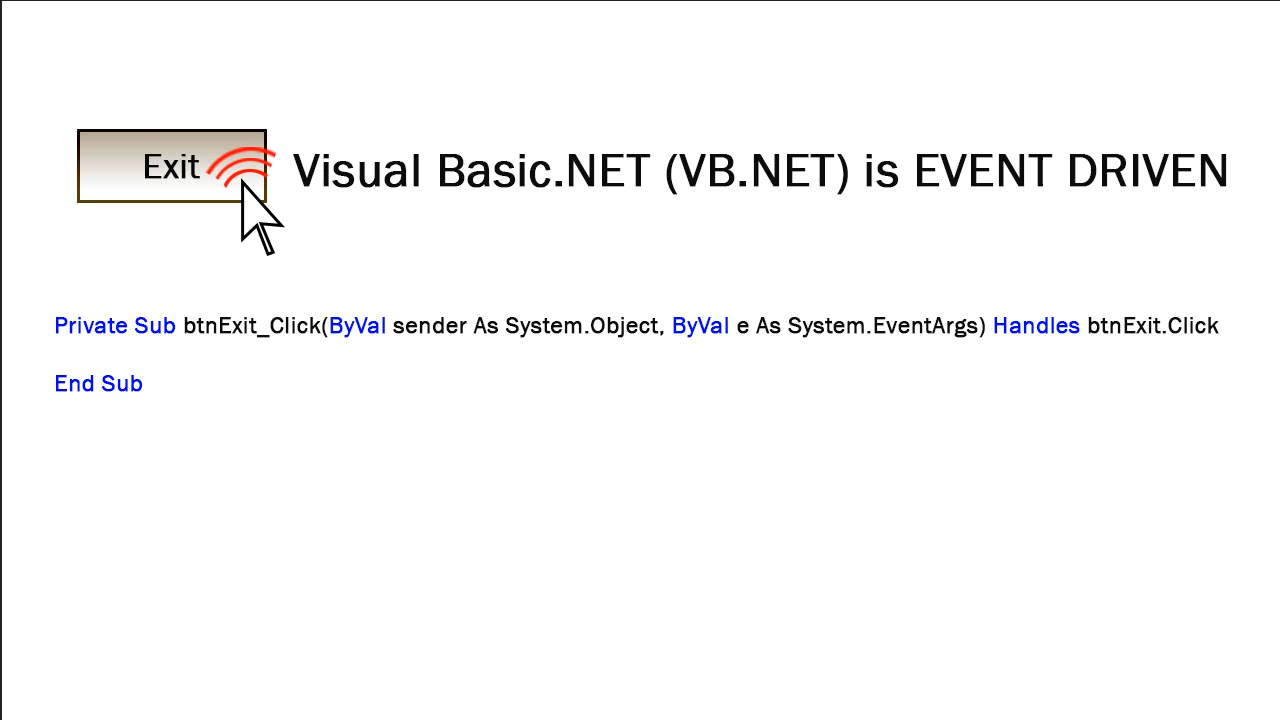 Exit
Visual Basic.NET (VB.NET) is EVENT DRIVEN
Private Sub btnExit_Click(ByVal sender As System.Object, ByVal e As System.EventArgs) Handles btnExit.Click
End Sub